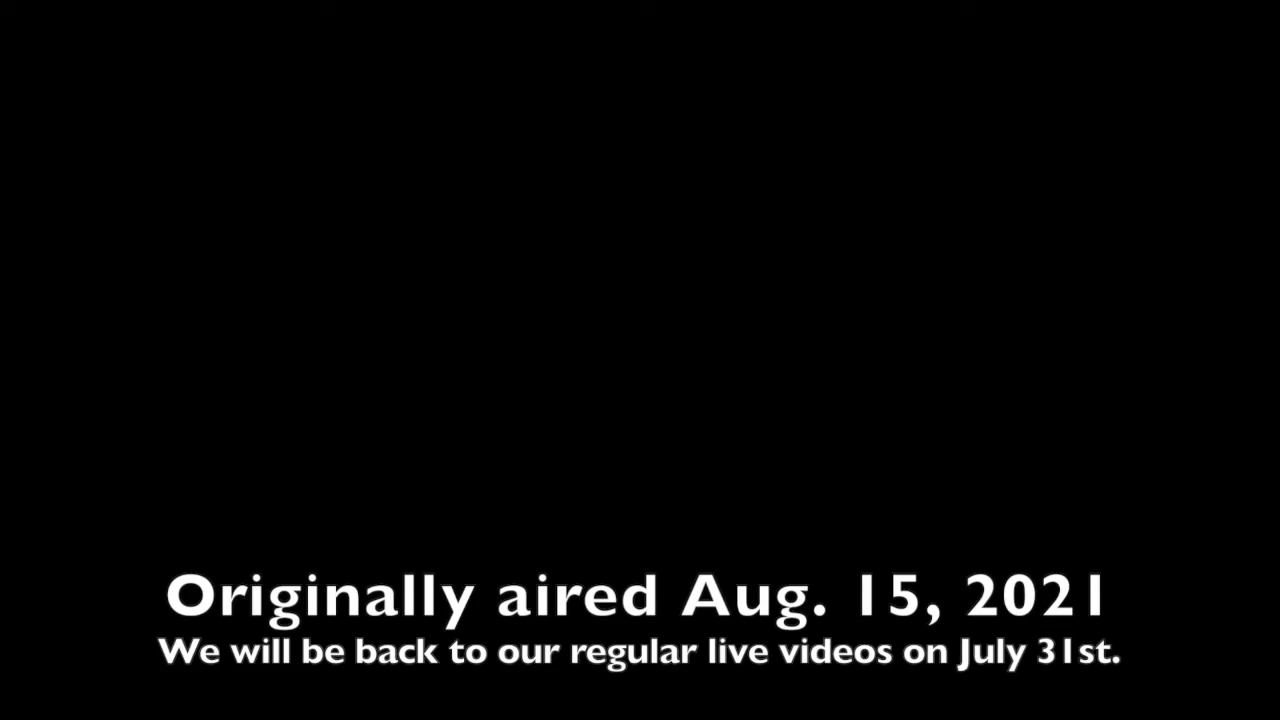 Originally aired Aug. 15, 2021
We will be back to our regular live videos on July 31st.